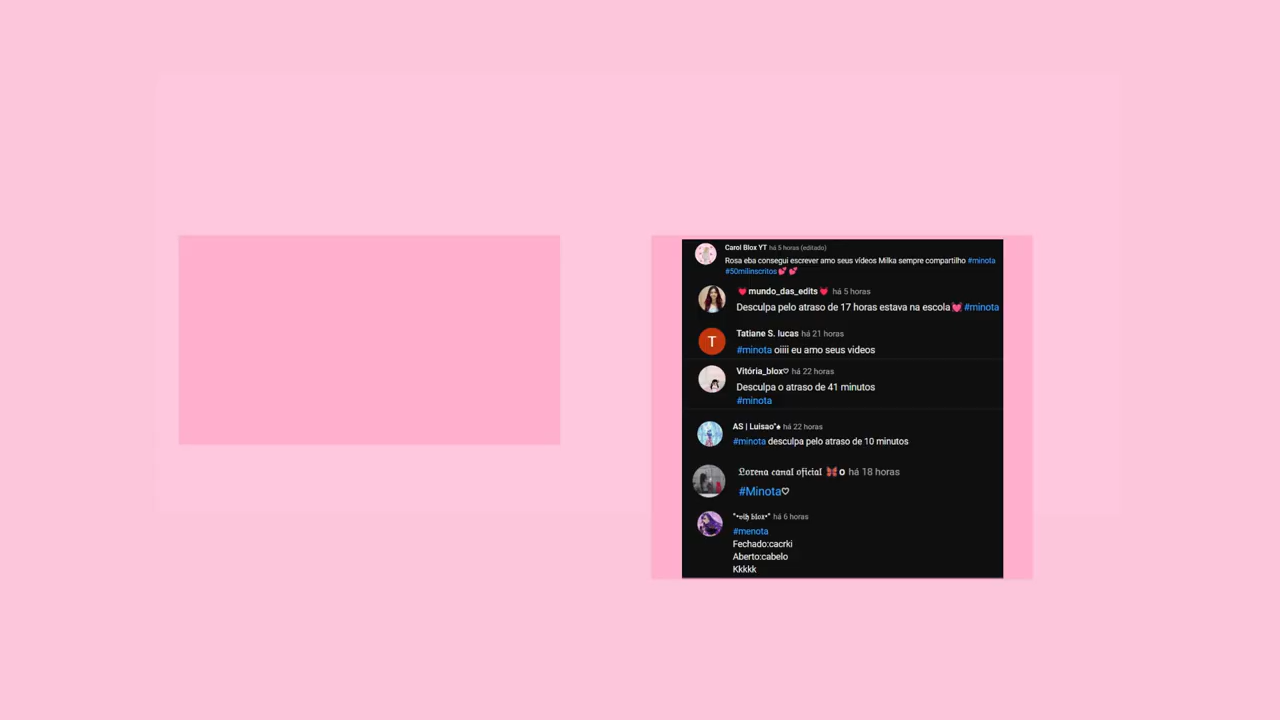 Carol Blox YT há 5 horas (editado)
Rosa eba consegui escrever amo seus vídeos Milka sempre compartilho #minota
#50milinscritos💕 💕
💗mundo_das_edits💗 há 5 horas
Desculpa pelo atraso de 17 horas estava na escola💓#minota
T
Tatiane S. lucas há 21 horas
#minota oiiii eu amo seus videos
Vitória_blox♡ há 22 horas
Desculpa o atraso de 41 minutos
#minota
AS | Luisao"♠ há 22 horas
#minota desculpa pelo atraso de 10 minutos
𝕷𝖔𝖗𝖊𝖓𝖆 𝖈𝖆𝖓𝖆𝖑 𝖔𝖋𝖎𝖈𝖎𝖆𝖑 🦋o há 18 horas
#Minota♡
há 6 horas
#menota
Fechado:cacrki
Aberto:cabelo
Kkkkk